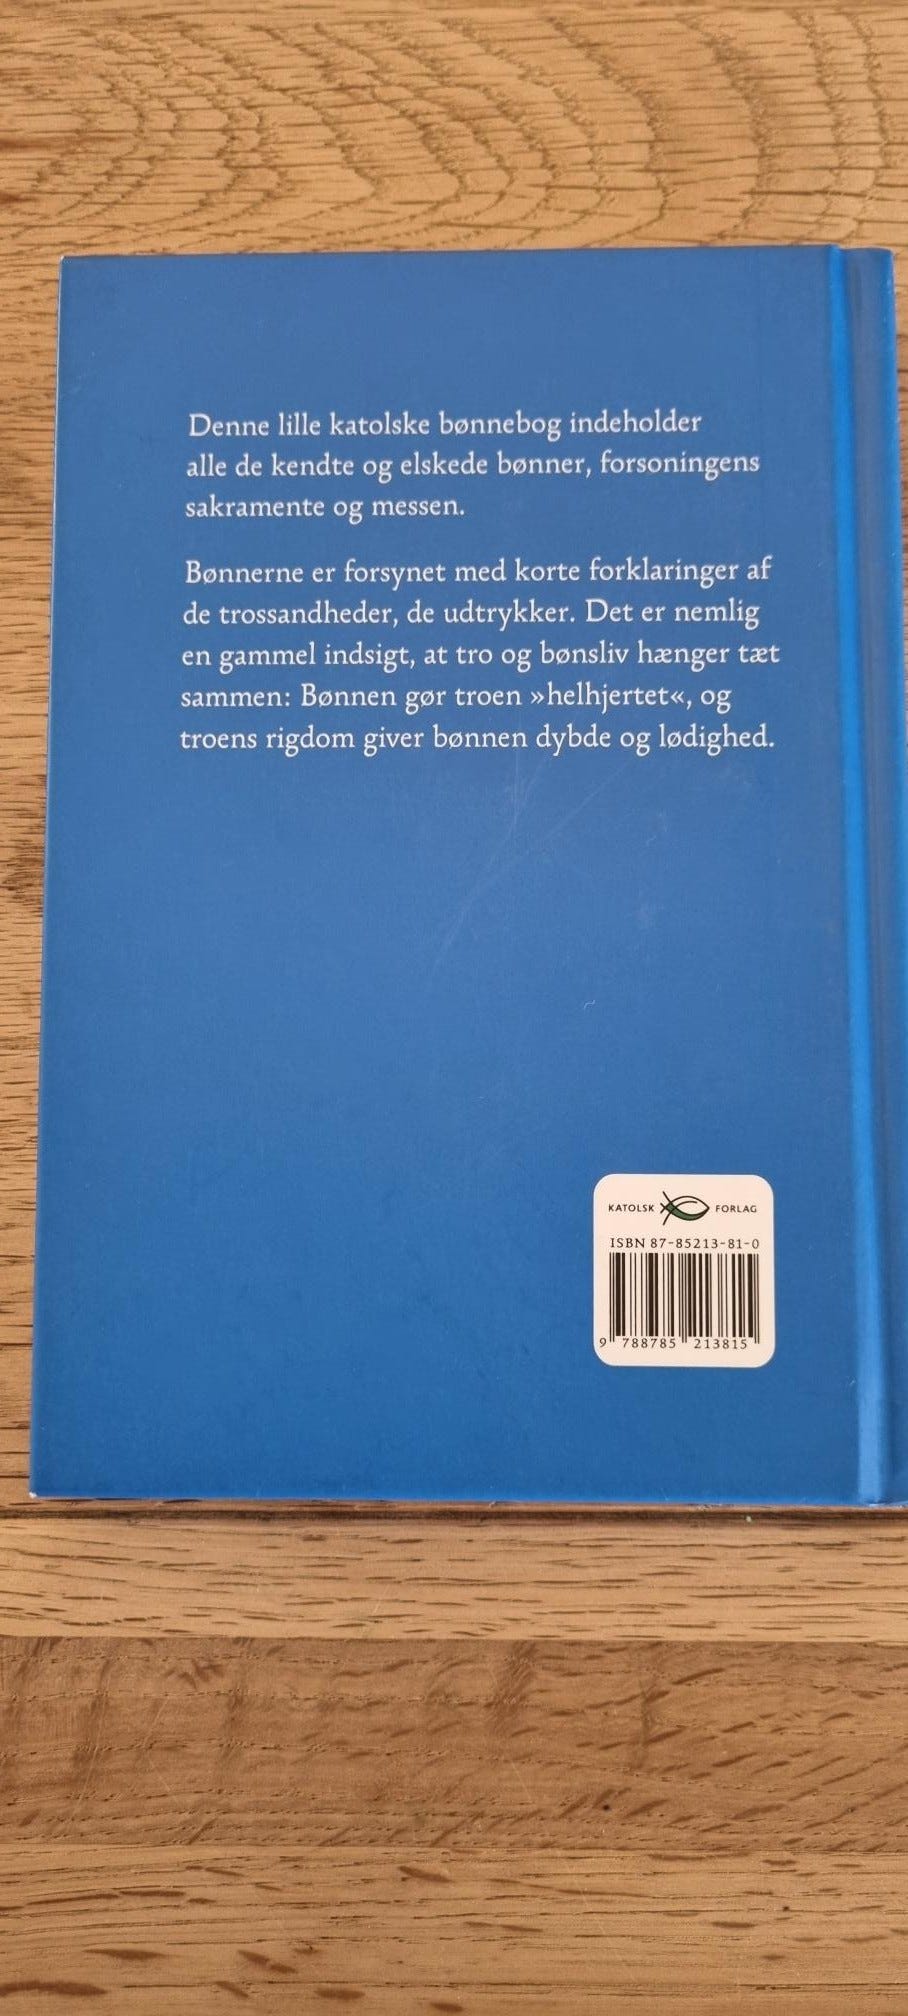 Denne lille katolske bønnebog indeholder
alle de kendte og elskede bønner, forsoningens
sakramente og messen.
Bønnerne er forsynet med korte forklaringer af
de trossandheder, de udtrykker. Det er nemlig
en gammel indsigt, at tro og bønsliv hænger tæt
sammen: Bønnen gør troen »helhjertet«, og
troens rigdom giver bønnen dybde og lødighed.
KATOLSK FORLAG
ISBN 87-85213-81-0
9 788785 213815